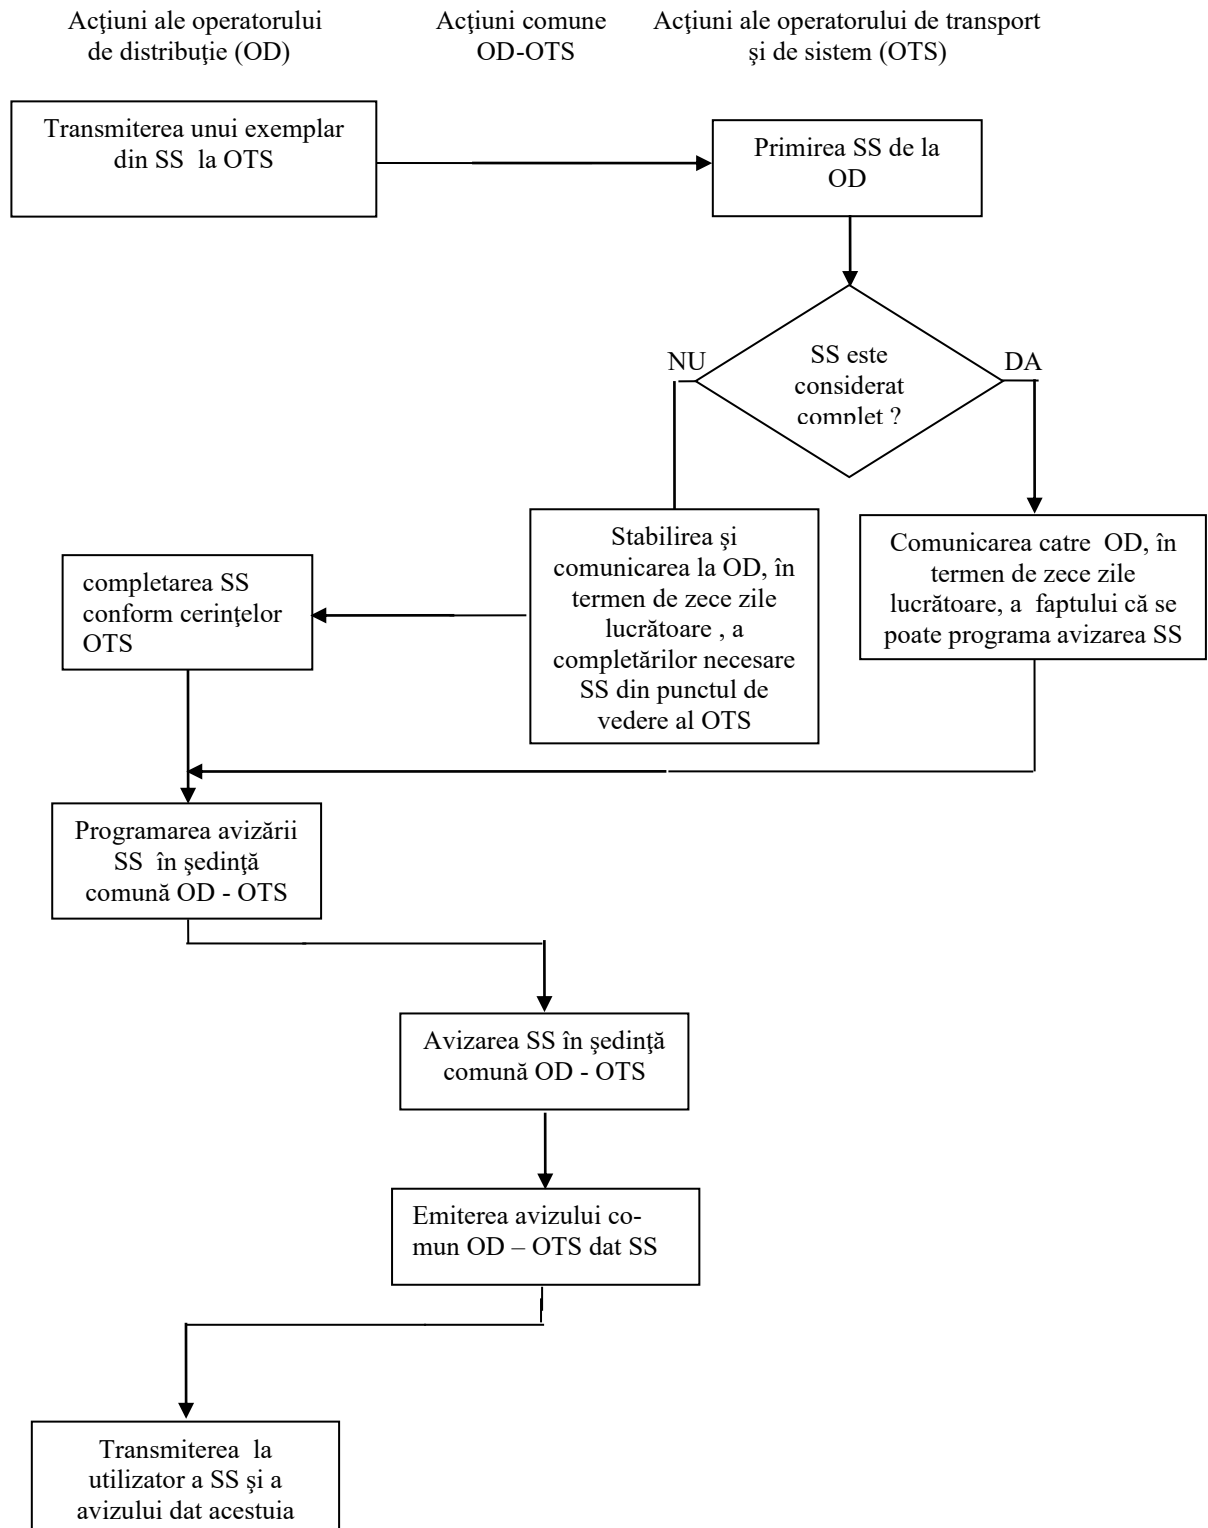 Acţiuni ale operatorului
de distribuţie (OD)
Acţiuni comune
OD-OTS
Acţiuni ale operatorului de transport
şi de sistem (OTS)
Transmiterea unui exemplar
din SS la OTS
Primirea SS de la
OD
SS este
considerat
complet ?
NU
DA
Stabilirea şi
comunicarea la OD, în
termen de zece zile
lucrătoare , a
completărilor necesare
SS din punctul de
vedere al OTS
Comunicarea catre OD, în
termen de zece zile
lucrătoare, a faptului că se
poate programa avizarea SS
completarea SS
conform cerinţelor
OTS
Programarea avizării
SS în şedinţă
comună OD - OTS
Avizarea SS în şedinţă
comună OD - OTS
Emiterea avizului co-
mun OD – OTS dat SS
Transmiterea la
utilizator a SS şi a
avizului dat acestuia